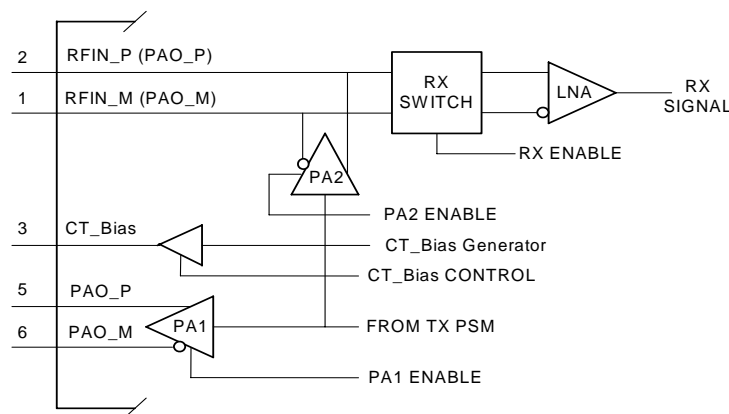 2 RFIN_P (PAO_P)
1 RFIN_M (PAO_M)
RX
SWITCH
LNA
RX
SIGNAL
RX ENABLE
PA2
PA2 ENABLE
3 CT_Bias
CT_Bias Generator
CT_Bias CONTROL
5 PAO_P
6 PAO_M
PA1
FROM TX PSM
PA1 ENABLE